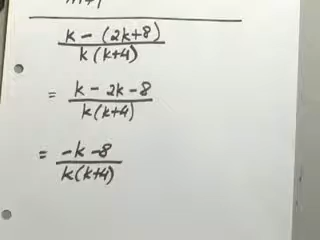 k - (2k+8)
k(k+4)
= k - 2k - 8
k(k+4)
= -k - 8
k(k+4)